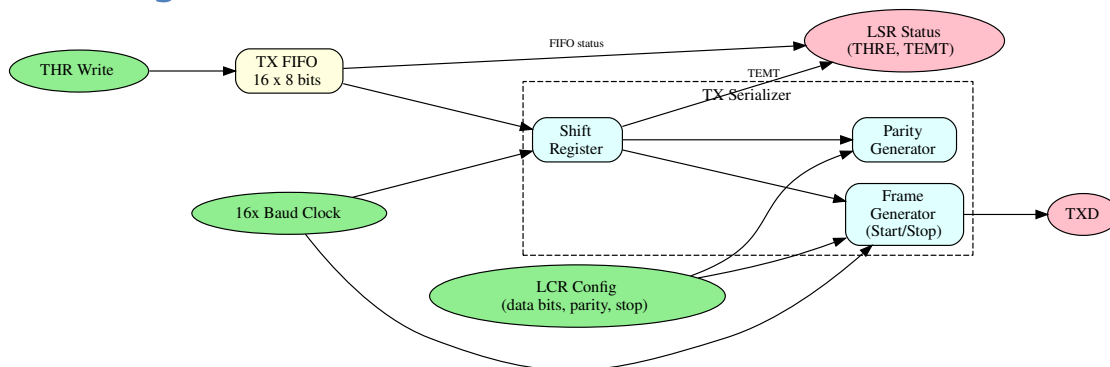 THR Write
TX FIFO
16 x 8 bits
FIFO status
LSR Status
(THRE, TEMT)
TEMT
TX Serializer
Shift
Register
Parity
Generator
16x Baud Clock
Frame
Generator
(Start/Stop)
TXD
LCR Config
(data bits, parity, stop)